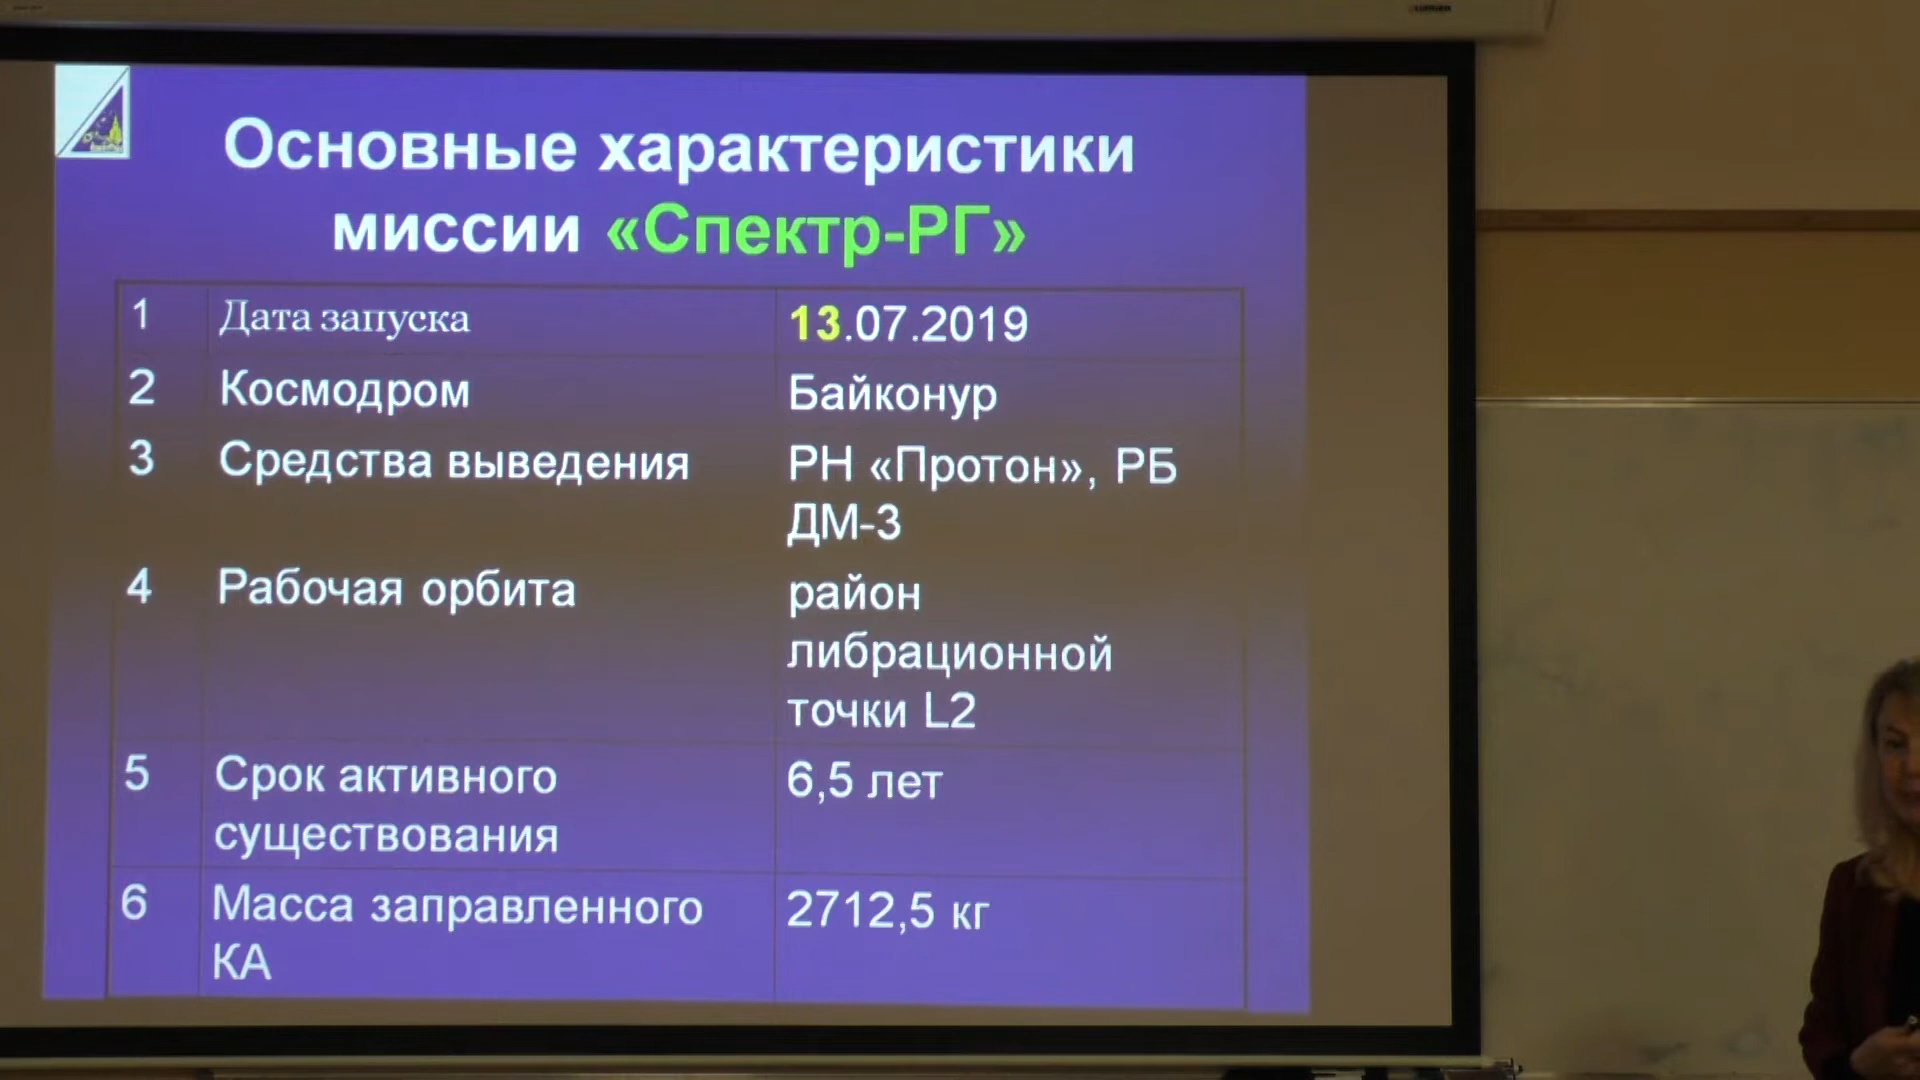 Основные характеристики
миссии «Спектр-РГ»
1 Дата запуска 13.07.2019
2 Космодром Байконур
3 Средства выведения РН «Протон», РБ
ДМ-3
4 Рабочая орбита район
либрационной
точки L2
5 Срок активного 6,5 лет
существования
6 Масса заправленного 2712,5 кг
КА